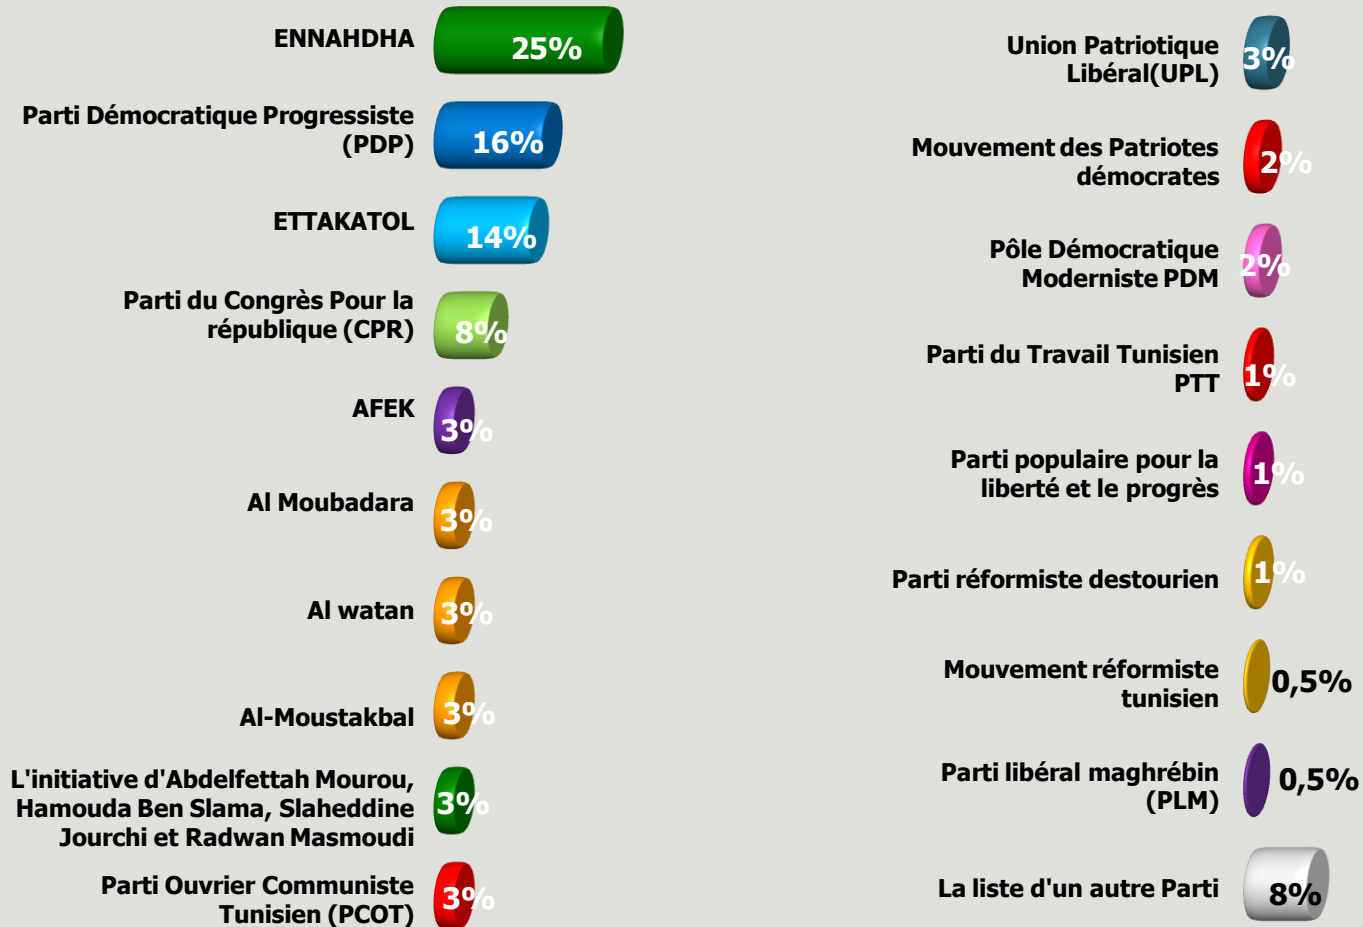 ENNAHDHA
25%
Parti Démocratique Progressiste
(PDP)
16%
ETTAKATOL
14%
Parti du Congrès Pour la
république (CPR)
8%
AFEK
3%
Al Moubadara
3%
Al watan
3%
Al-Moustakbal
3%
L'initiative d'Abdelfettah Mourou,
Hamouda Ben Slama, Slaheddine
Jourchi et Radwan Masmoudi
3%
Parti Ouvrier Communiste
Tunisien (PCOT)
3%
Union Patriotique
Libéral(UPL)
3%
Mouvement des Patriotes
démocrates
2%
Pôle Démocratique
Moderniste PDM
2%
Parti du Travail Tunisien
PTT
1%
Parti populaire pour la
liberté et le progrès
1%
Parti réformiste destourien
1%
Mouvement réformiste
tunisien
0,5%
Parti libéral maghrébin
(PLM)
0,5%
La liste d'un autre Parti
8%